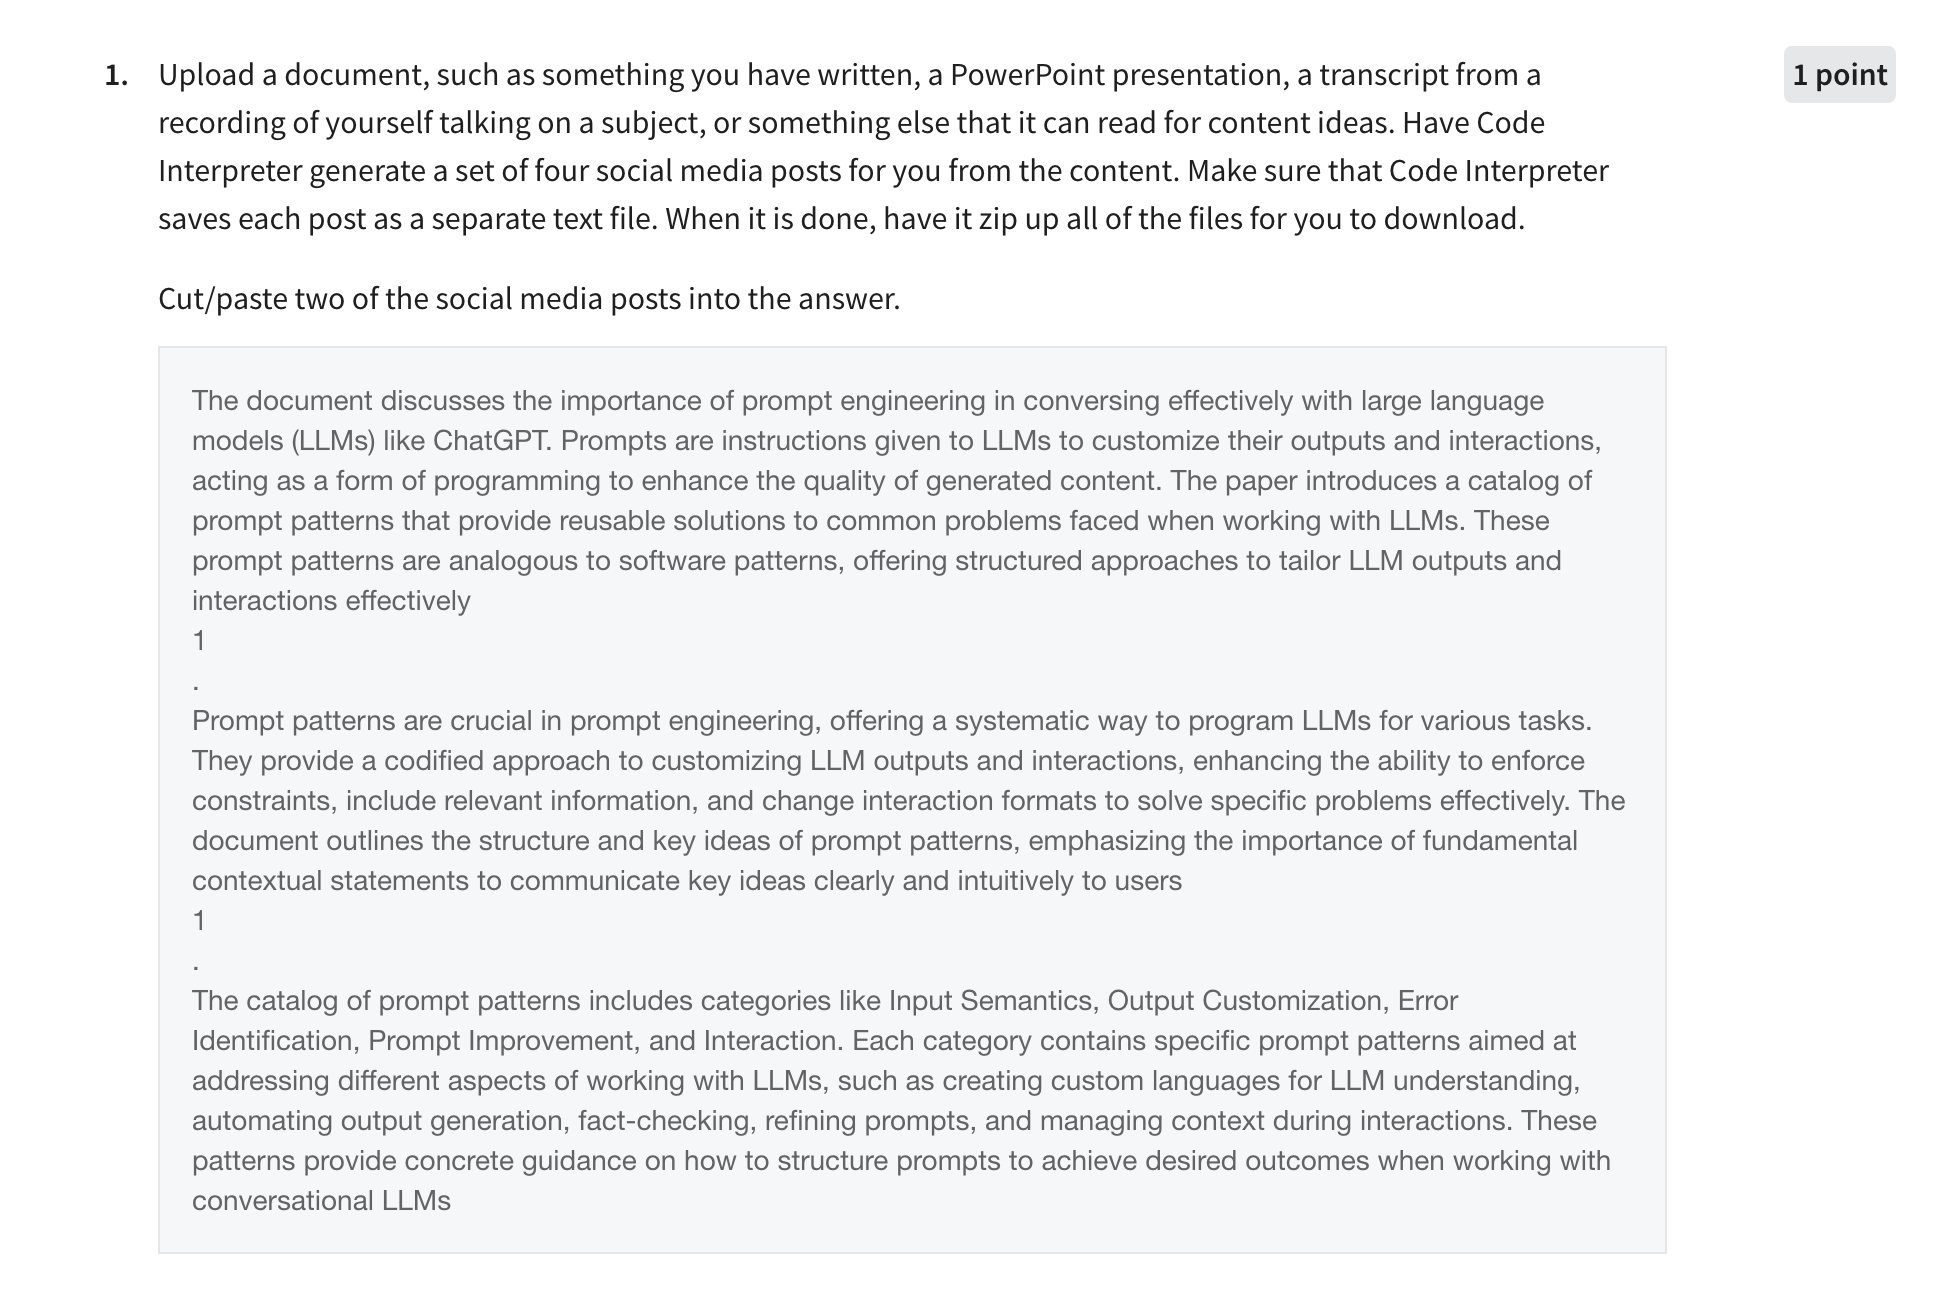 1. Upload a document, such as something you have written, a PowerPoint presentation, a transcript from a
1 point
recording of yourself talking on a subject, or something else that it can read for content ideas. Have Code
Interpreter generate a set of four social media posts for you from the content. Make sure that Code Interpreter
saves each post as a separate text file. When it is done, have it zip up all of the files for you to download.
Cut/paste two of the social media posts into the answer.
The document discusses the importance of prompt engineering in conversing effectively with large language
models (LLMs) like ChatGPT. Prompts are instructions given to LLMs to customize their outputs and interactions,
acting as a form of programming to enhance the quality of generated content. The paper introduces a catalog of
prompt patterns that provide reusable solutions to common problems faced when working with LLMs. These
prompt patterns are analogous to software patterns, offering structured approaches to tailor LLM outputs and
interactions effectively
1
.
Prompt patterns are crucial in prompt engineering, offering a systematic way to program LLMs for various tasks.
They provide a codified approach to customizing LLM outputs and interactions, enhancing the ability to enforce
constraints, include relevant information, and change interaction formats to solve specific problems effectively. The
document outlines the structure and key ideas of prompt patterns, emphasizing the importance of fundamental
contextual statements to communicate key ideas clearly and intuitively to users
1
.
The catalog of prompt patterns includes categories like Input Semantics, Output Customization, Error
Identification, Prompt Improvement, and Interaction. Each category contains specific prompt patterns aimed at
addressing different aspects of working with LLMs, such as creating custom languages for LLM understanding,
automating output generation, fact-checking, refining prompts, and managing context during interactions. These
patterns provide concrete guidance on how to structure prompts to achieve desired outcomes when working with
conversational LLMs